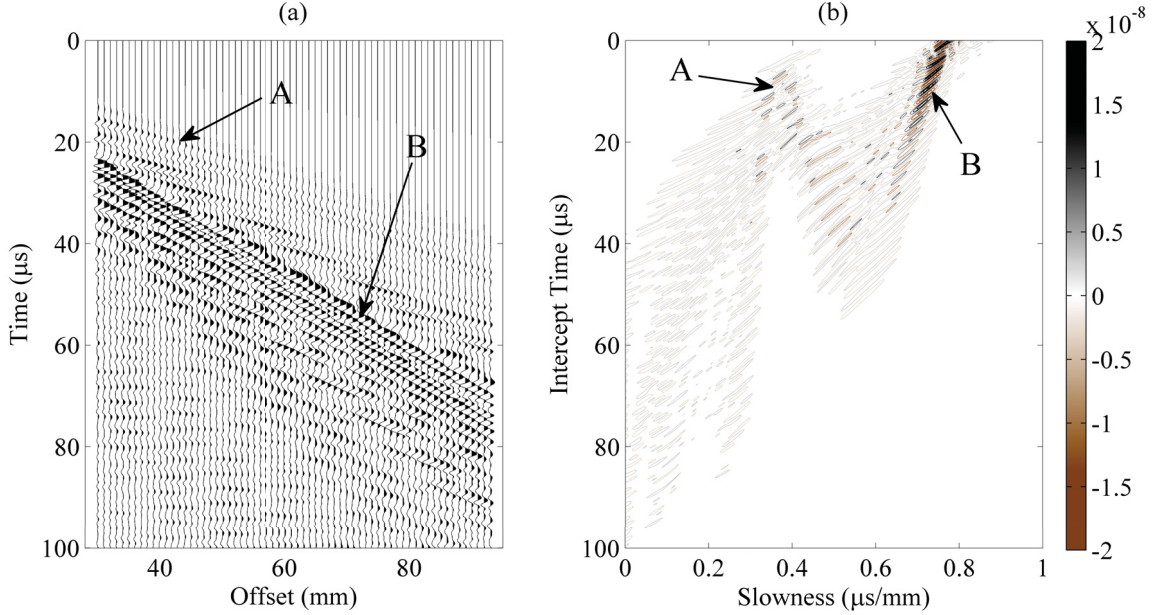 (a)
(b)
x 10⁻⁸
0
20
40
60
80
100
Time (μs)
40
60
80
Offset (mm)
A
B
0
20
40
60
80
100
Intercept Time (μs)
0
0.2
0.4
0.6
0.8
1
Slowness (μs/mm)
A
B
2
1.5
1
0.5
0
-0.5
-1
-1.5
-2